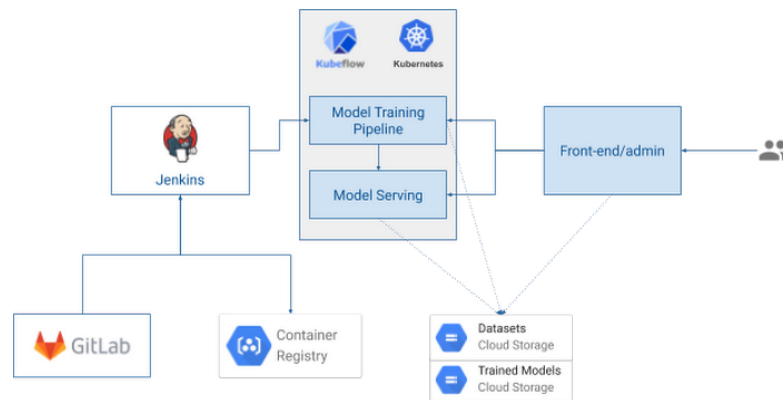 Kubeflow
Kubernetes
Model Training
Pipeline
Jenkins
Front-end/admin
Model Serving
GitLab
Container
Registry
Datasets
Cloud Storage
Trained Models
Cloud Storage